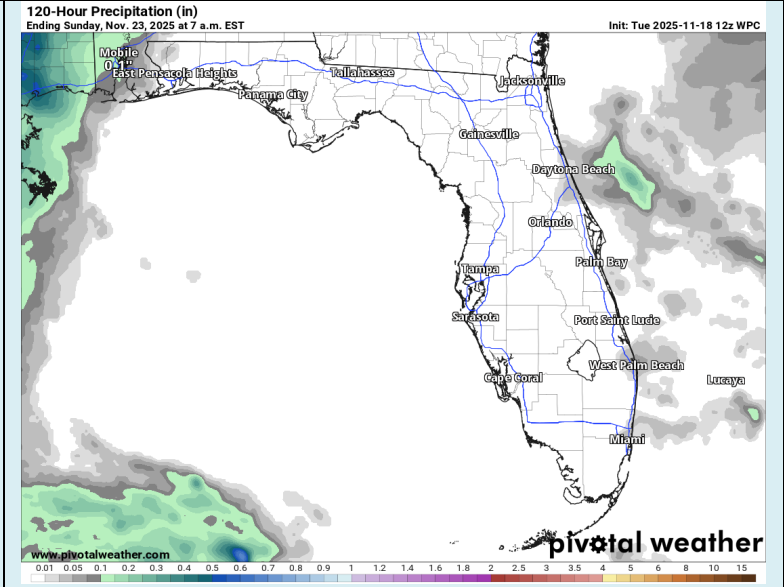 120-Hour Precipitation (in)
Ending Sunday, Nov. 23, 2025 at 7 a.m. EST
Init: Tue 2025-11-18 12z WPC
Mobile
0.1"
East Pensacola Heights
Tallahassee
Jacksonville
Panama City
Gainesville
Daytona Beach
Orlando
Palm Bay
Tampa
Sarasota
Port Saint Lucie
West Palm Beach
Cape Coral
Lucaya
Miami
pivotal weather
www.pivotalweather.com
0.01 0.05 0.1 0.2 0.3 0.4 0.5 0.6 0.7 0.8 0.9 1 1.2 1.4 1.6 1.8 2 2.5 3 3.5 4 5 6 7 8 9 10 15